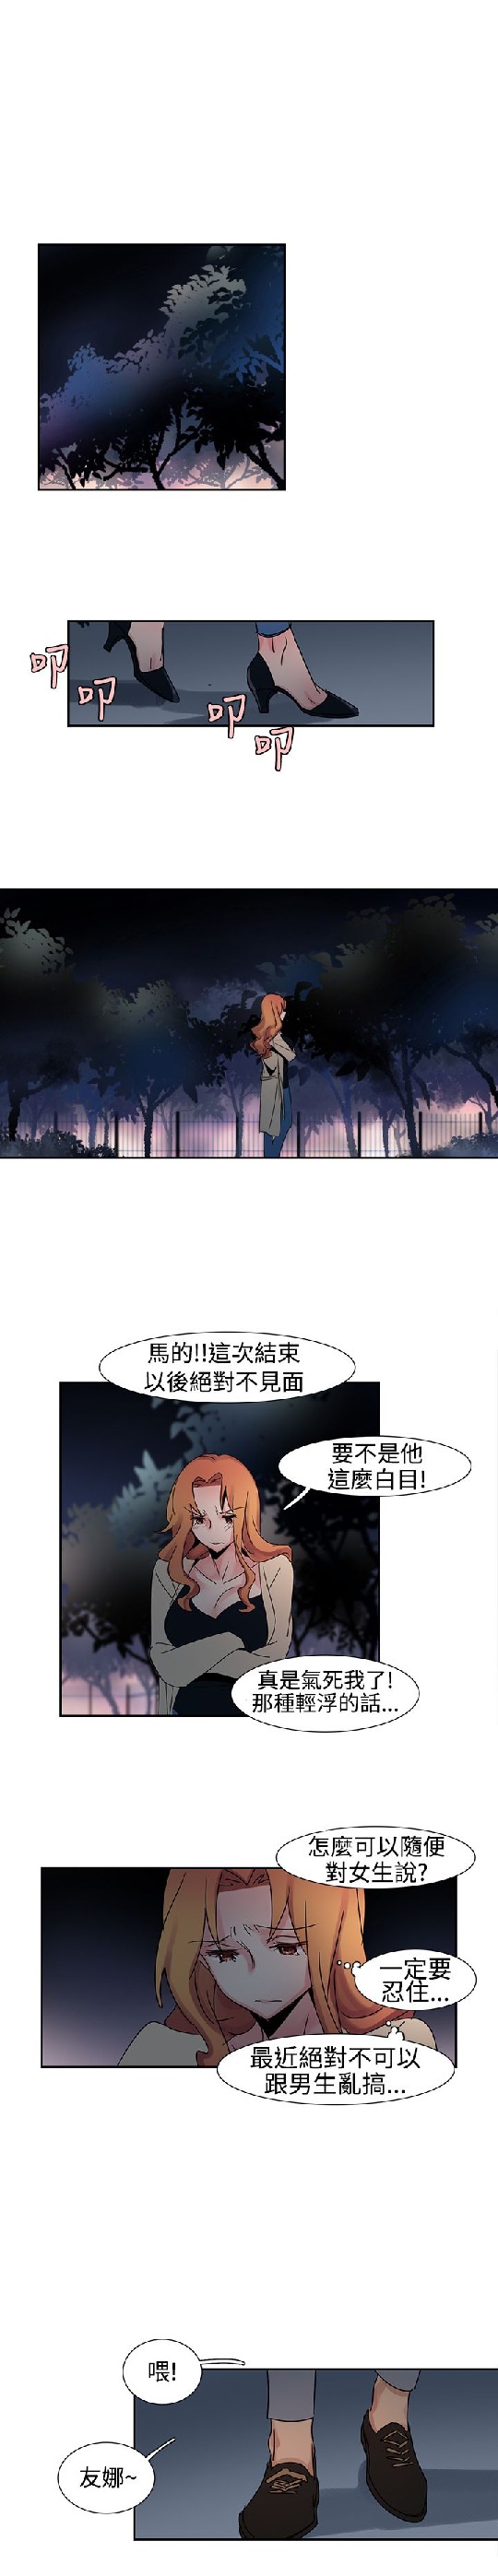 叩
叩
叩
叩
馬的!!這次結束
以後絕對不見面
要不是他
這麼白目!
真是氣死我了!
那種輕浮的話...
怎麼可以隨便
對女生說?
一定要
忍住...
最近絕對不可以
跟男生亂搞...
喂!
友娜~